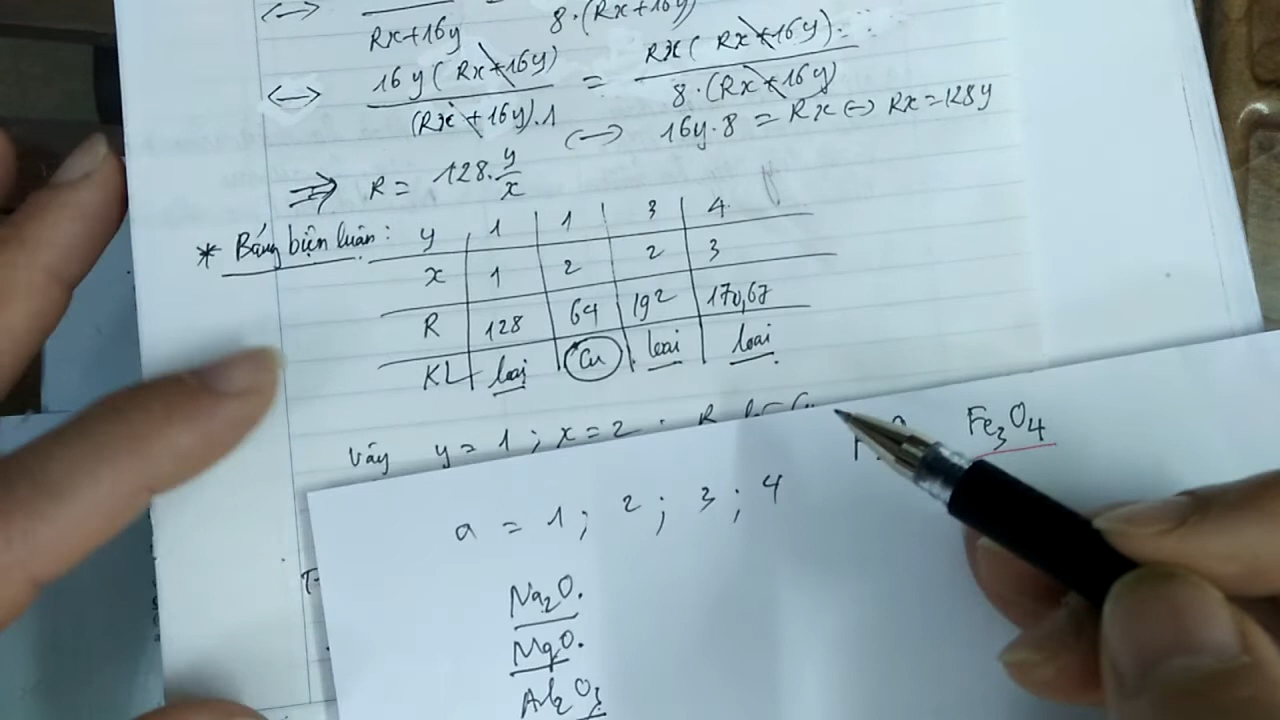 <-> Rx+16y = 8.(Rx+16y)
<-> 16y(Rx+16y) / (Rx+16y).1 = Rx(Rx+16y) / 8.(Rx+16y)
<-> 16y.8 = Rx <-> Rx = 128y
=> R = 128. y/x
* Bảng biện luận: y 1 1 3 4
x 1 2 2 3
R 128 64 192 170,67
KL loại Cu loại loại
Vậy y = 1 ; x = 2
Fe3O4
a = 1; 2; 3; 4
Na2O.
MgO.
Al2O3